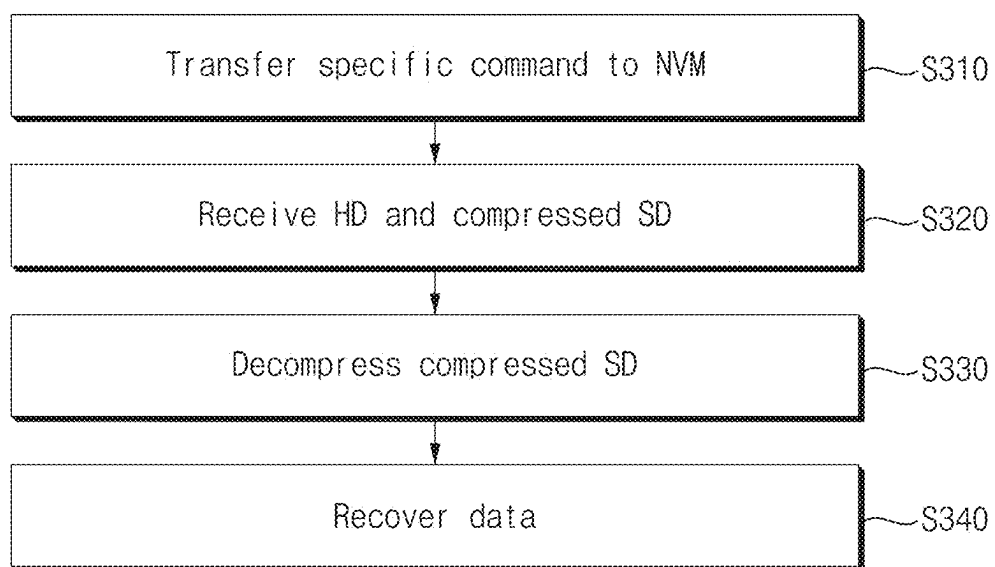 Transfer specific command to NVM
S310
Receive HD and compressed SD
S320
Decompress compressed SD
S330
Recover data
S340